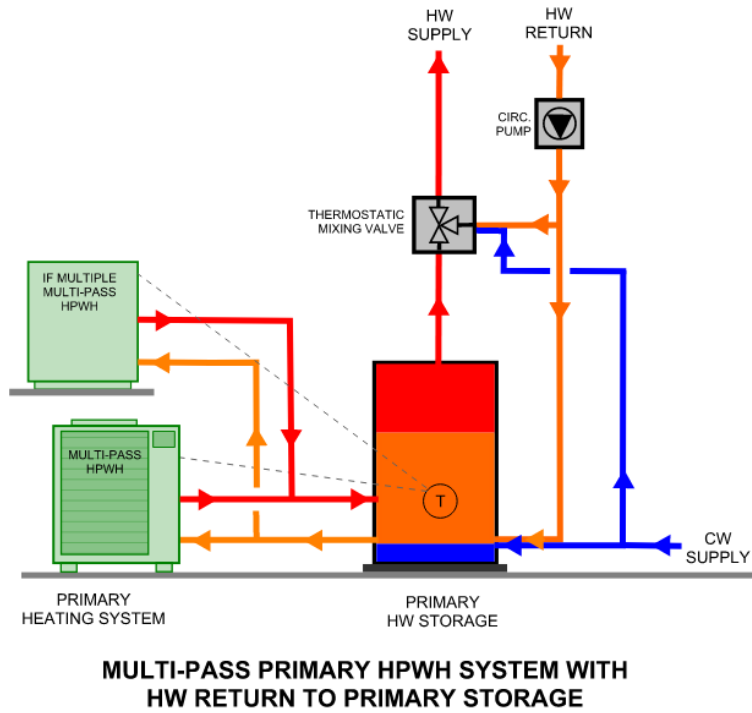 HW
SUPPLY
HW
RETURN
CIRC.
PUMP
THERMOSTATIC
MIXING VALVE
IF MULTIPLE
MULTI-PASS
HPWH
MULTI-PASS
HPWH
T
CW
SUPPLY
PRIMARY
HEATING SYSTEM
PRIMARY
HW STORAGE
MULTI-PASS PRIMARY HPWH SYSTEM WITH
HW RETURN TO PRIMARY STORAGE